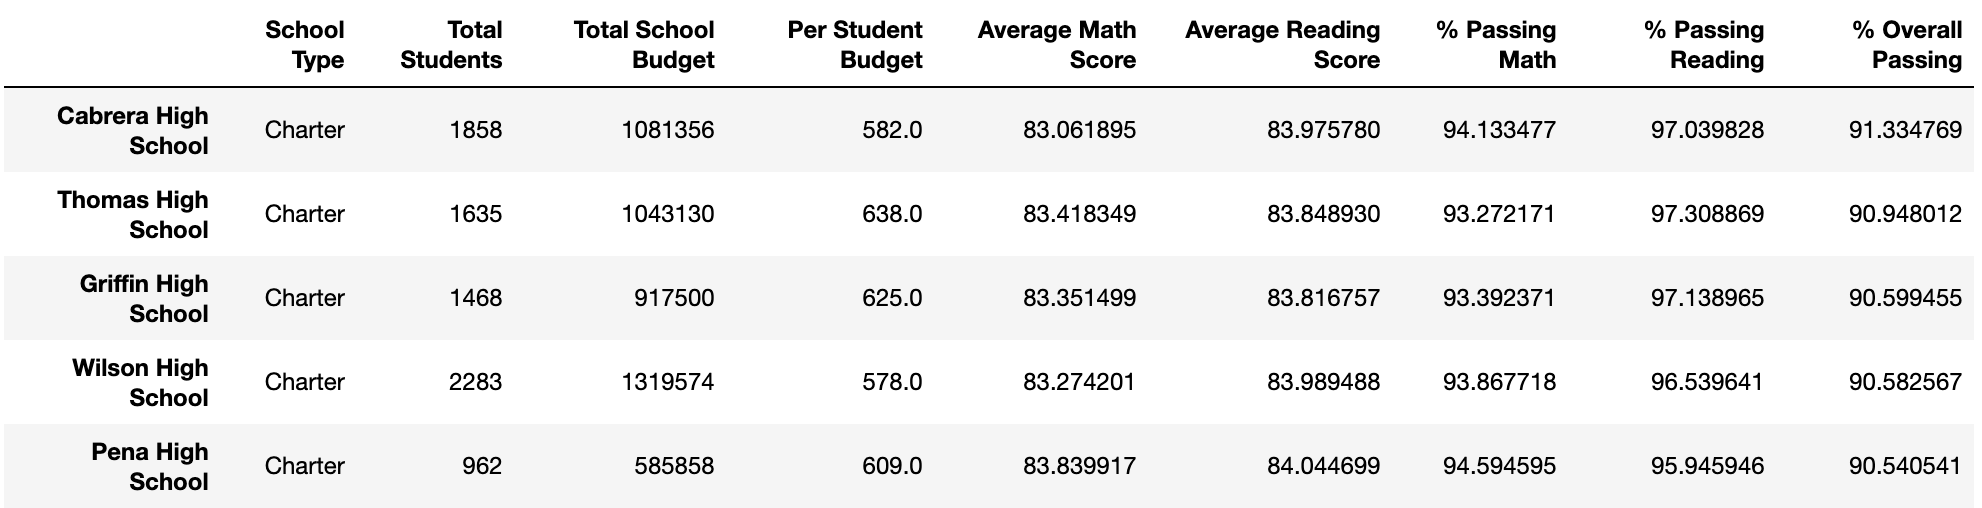 School Type Total Students Total School Budget Per Student Budget Average Math Score Average Reading Score % Passing Math % Passing Reading % Overall Passing
Cabrera High School Charter 1858 1081356 582.0 83.061895 83.975780 94.133477 97.039828 91.334769
Thomas High School Charter 1635 1043130 638.0 83.418349 83.848930 93.272171 97.308869 90.948012
Griffin High School Charter 1468 917500 625.0 83.351499 83.816757 93.392371 97.138965 90.599455
Wilson High School Charter 2283 1319574 578.0 83.274201 83.989488 93.867718 96.539641 90.582567
Pena High School Charter 962 585858 609.0 83.839917 84.044699 94.594595 95.945946 90.540541